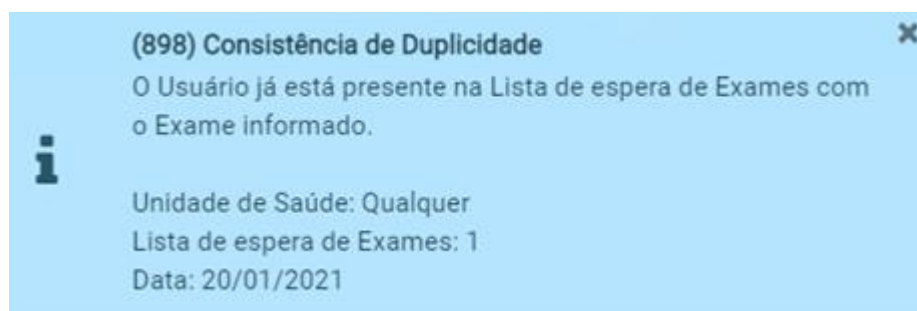 (898) Consistência de Duplicidade
O Usuário já está presente na Lista de espera de Exames com
o Exame informado.
Unidade de Saúde: Qualquer
Lista de espera de Exames: 1
Data: 20/01/2021